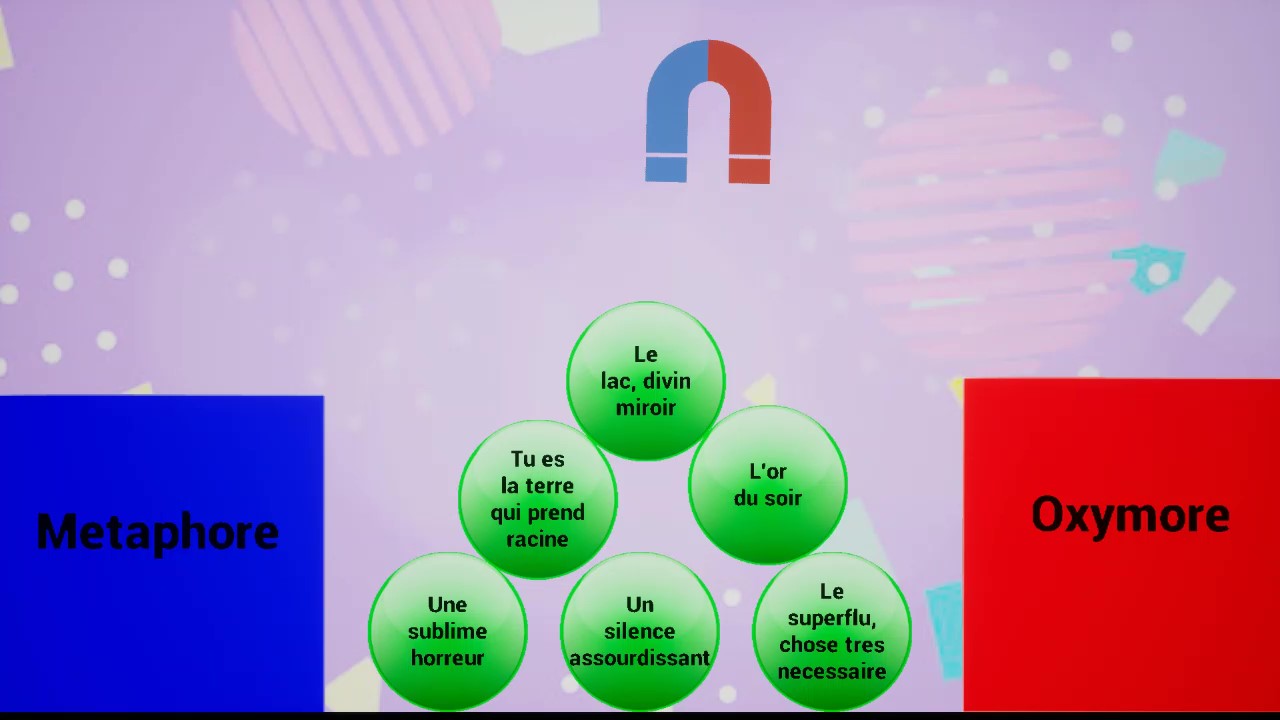 Le
lac, divin
miroir
Tu es
la terre
qui prend
racine
L'or
du soir
Metaphore
Oxymore
Une
sublime
horreur
Un
silence
assourdissant
Le
superflu,
chose tres
necessaire